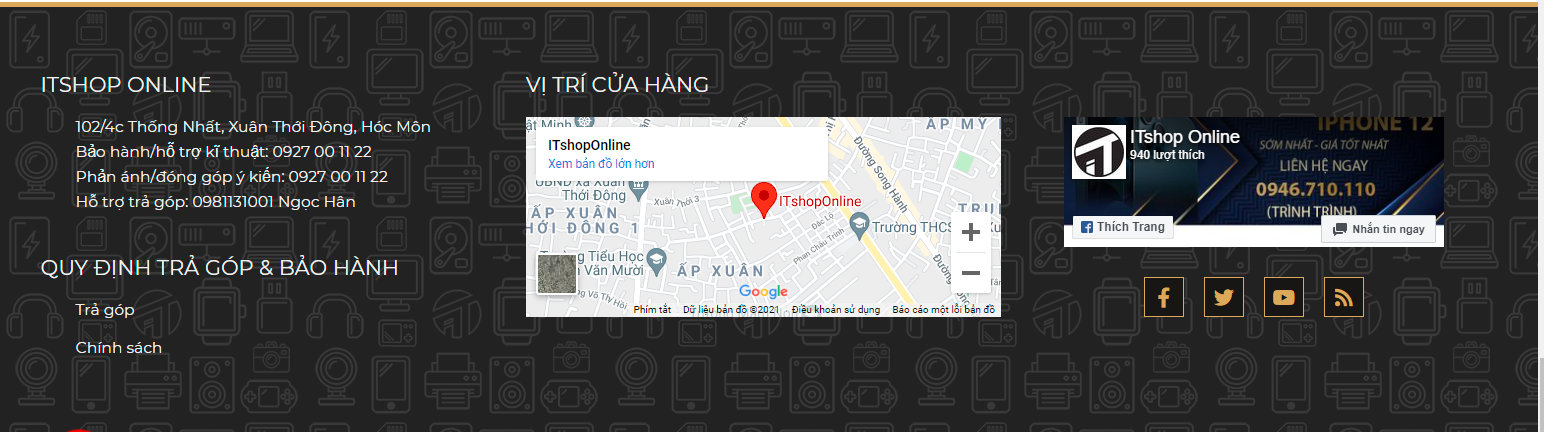 ITSHOP ONLINE
102/4c Thống Nhất, Xuân Thới Đông, Hóc Môn
Bảo hành/hỗ trợ kĩ thuật: 0927 00 11 22
Phản ánh/đóng góp ý kiến: 0927 00 11 22
Hỗ trợ trả góp: 0981131001 Ngọc Hân
QUY ĐỊNH TRẢ GÓP & BẢO HÀNH
Trả góp
Chính sách
VỊ TRÍ CỬA HÀNG
ật Minh
ITshopOnline
Xem bản đồ lớn hơn
ẤP MỸ
Đường Song Hành
UBND xã Xuân
Thới Đông
Xuân Thới 3
ẤP XUÂN
HỚI ĐÔNG 1
ITshopOnline
TRUN
Đác Lộ
Trường THCS
Xu
Phan Châu Trinh
Trường Tiểu Học
n Văn Mười
ẤP XUÂN
Đường
Võ Thị Hồi
Google
Phím tắt
Dữ liệu bản đồ ©2021
Điều khoản sử dụng
Báo cáo một lỗi bản đồ
IPHONE 12
ITshop Online
940 lượt thích
SỚM NHẤT - GIÁ TỐT NHẤT
LIÊN HỆ NGAY
0946.710.110
(TRÌNH TRÌNH)
Thích Trang
Nhắn tin ngay